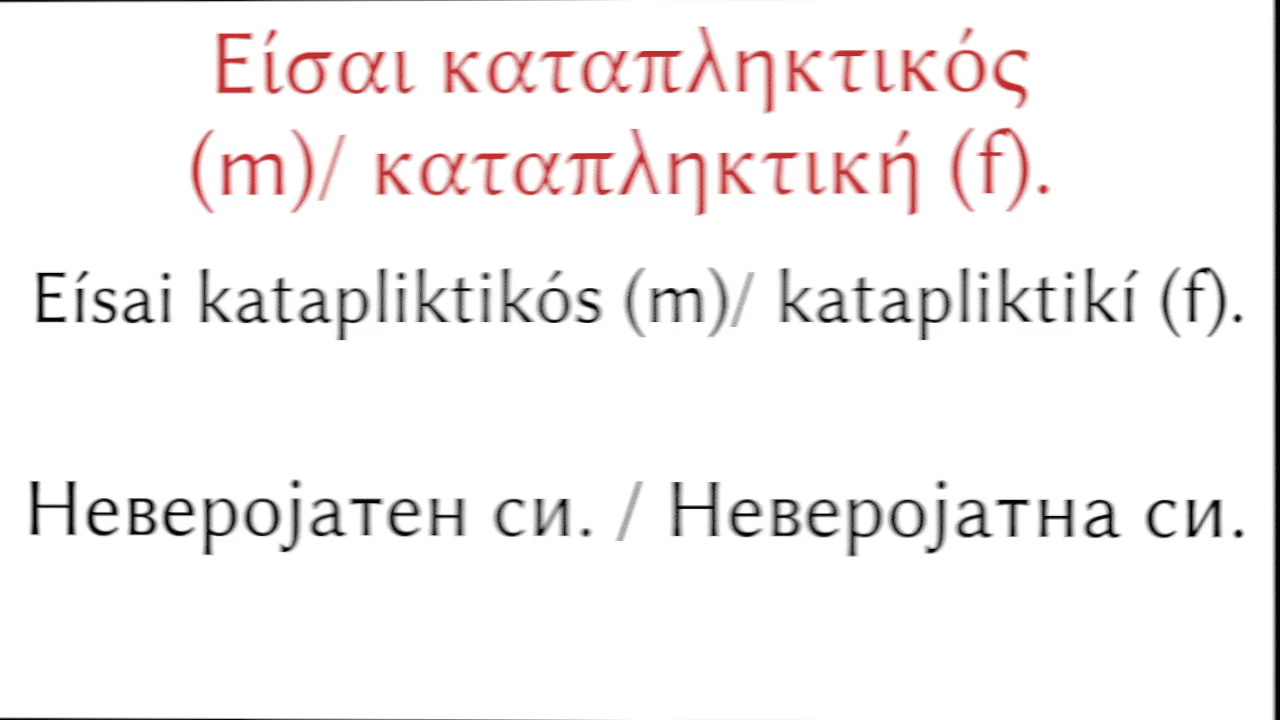 Είσαι καταπληκτικός
(m)/ καταπληκτική (f).
Eísai katapliktikós (m)/ katapliktikí (f).
Неверојатен си. / Неверојатна си.